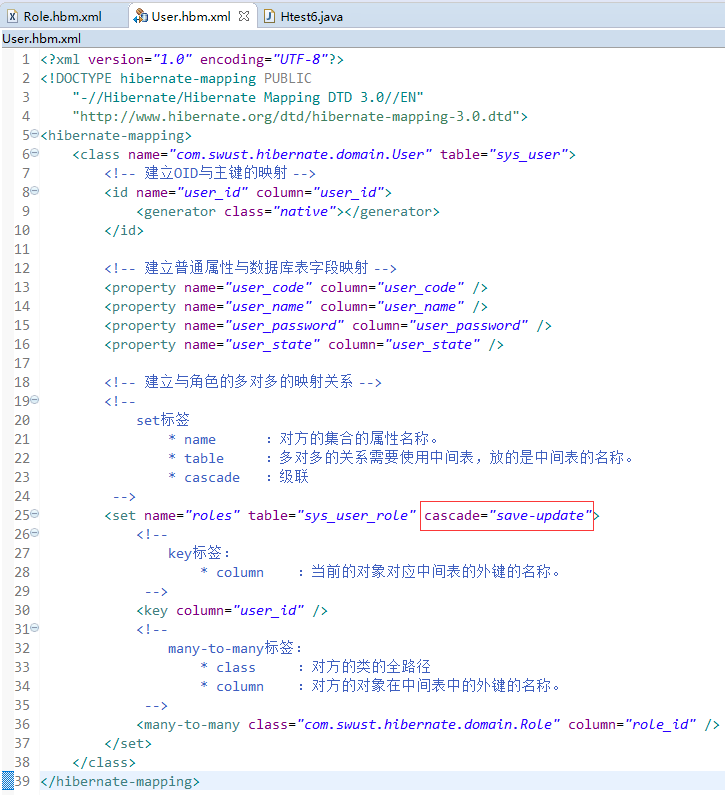 Role.hbm.xml User.hbm.xml Htest6.java
User.hbm.xml
1 <?xml version="1.0" encoding="UTF-8"?>
2 <!DOCTYPE hibernate-mapping PUBLIC
3 "-//Hibernate/Hibernate Mapping DTD 3.0//EN"
4 "http://www.hibernate.org/dtd/hibernate-mapping-3.0.dtd">
5 <hibernate-mapping>
6 <class name="com.swust.hibernate.domain.User" table="sys_user">
7 <!-- 建立OID与主键的映射 -->
8 <id name="user_id" column="user_id">
9 <generator class="native"></generator>
10 </id>
11
12 <!-- 建立普通属性与数据库表字段映射 -->
13 <property name="user_code" column="user_code" />
14 <property name="user_name" column="user_name" />
15 <property name="user_password" column="user_password" />
16 <property name="user_state" column="user_state" />
17
18 <!-- 建立与角色的多对多的映射关系 -->
19 <!--
20 set标签
21 * name : 对方的集合的属性名称。
22 * table : 多对多的关系需要使用中间表，放的是中间表的名称。
23 * cascade : 级联
24 -->
25 <set name="roles" table="sys_user_role" cascade="save-update">
26 <!--
27 key标签：
28 * column : 当前的对象对应中间表的外键的名称。
29 -->
30 <key column="user_id" />
31 <!--
32 many-to-many标签：
33 * class : 对方的类的全路径
34 * column : 对方的对象在中间表中的外键的名称。
35 -->
36 <many-to-many class="com.swust.hibernate.domain.Role" column="role_id" />
37 </set>
38 </class>
39 </hibernate-mapping>